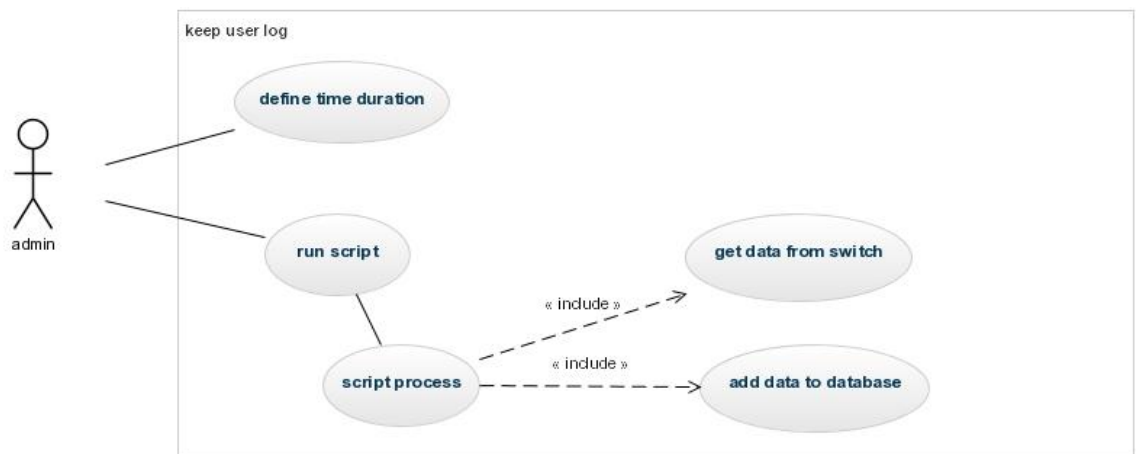 keep user log
define time duration
admin
run script
get data from switch
« include »
« include »
script process
add data to database